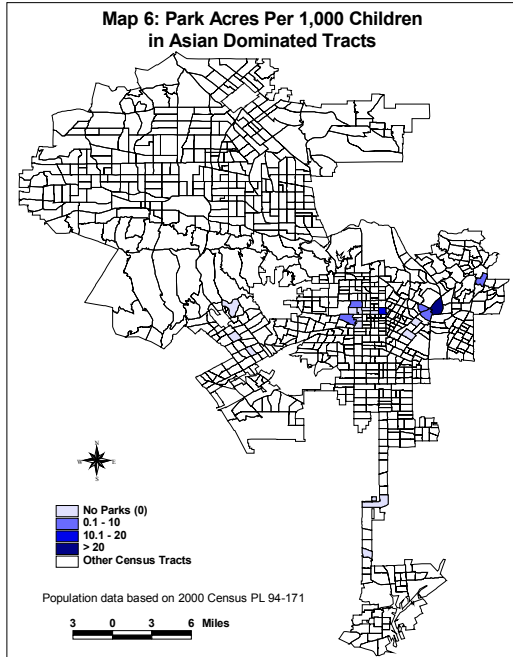 Map 6: Park Acres Per 1,000 Children
in Asian Dominated Tracts
N
W E
S
No Parks (0)
0.1 - 10
10.1 - 20
> 20
Other Census Tracts
Population data based on 2000 Census PL 94-171
3 0 3 6 Miles